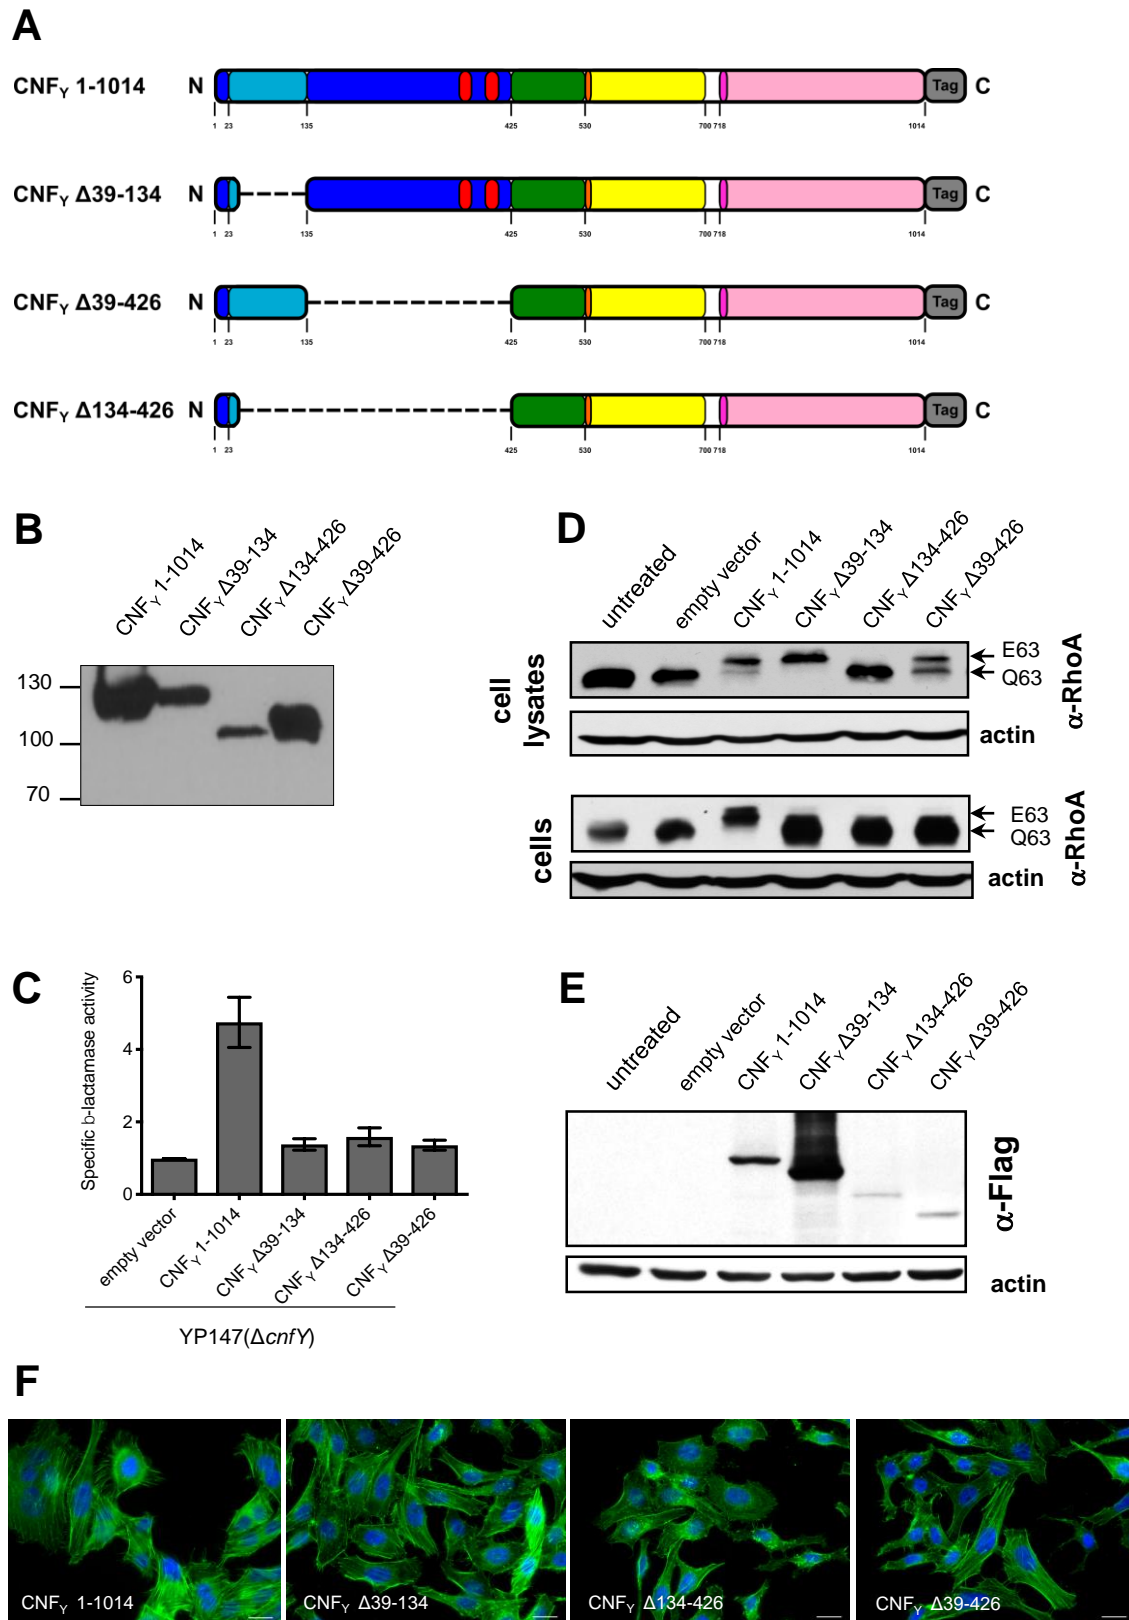 A
CNFY 1-1014 N Tag C
1 23 135 425 530 700 718 1014
CNFY Δ39-134 N Tag C
1 23 135 425 530 700 718 1014
CNFY Δ39-426 N Tag C
1 23 135 425 530 700 718 1014
CNFY Δ134-426 N Tag C
1 23 425 530 700 718 1014
B
CNFY 1-1014
CNFY Δ39-134
CNFY Δ134-426
CNFY Δ39-426
130
100
70
D
untreated
empty vector
CNFY 1-1014
CNFY Δ39-134
CNFY Δ134-426
CNFY Δ39-426
cell
lysates
E63
Q63
α-RhoA
actin
cells
E63
Q63
α-RhoA
actin
C
Specific b-lactamase activity
6
4
2
0
empty vector
CNFY 1-1014
CNFY Δ39-134
CNFY Δ134-426
CNFY Δ39-426
YP147(ΔcnfY)
E
untreated
empty vector
CNFY 1-1014
CNFY Δ39-134
CNFY Δ134-426
CNFY Δ39-426
α-Flag
actin
F
CNFY 1-1014
CNFY Δ39-134
CNFY Δ134-426
CNFY Δ39-426